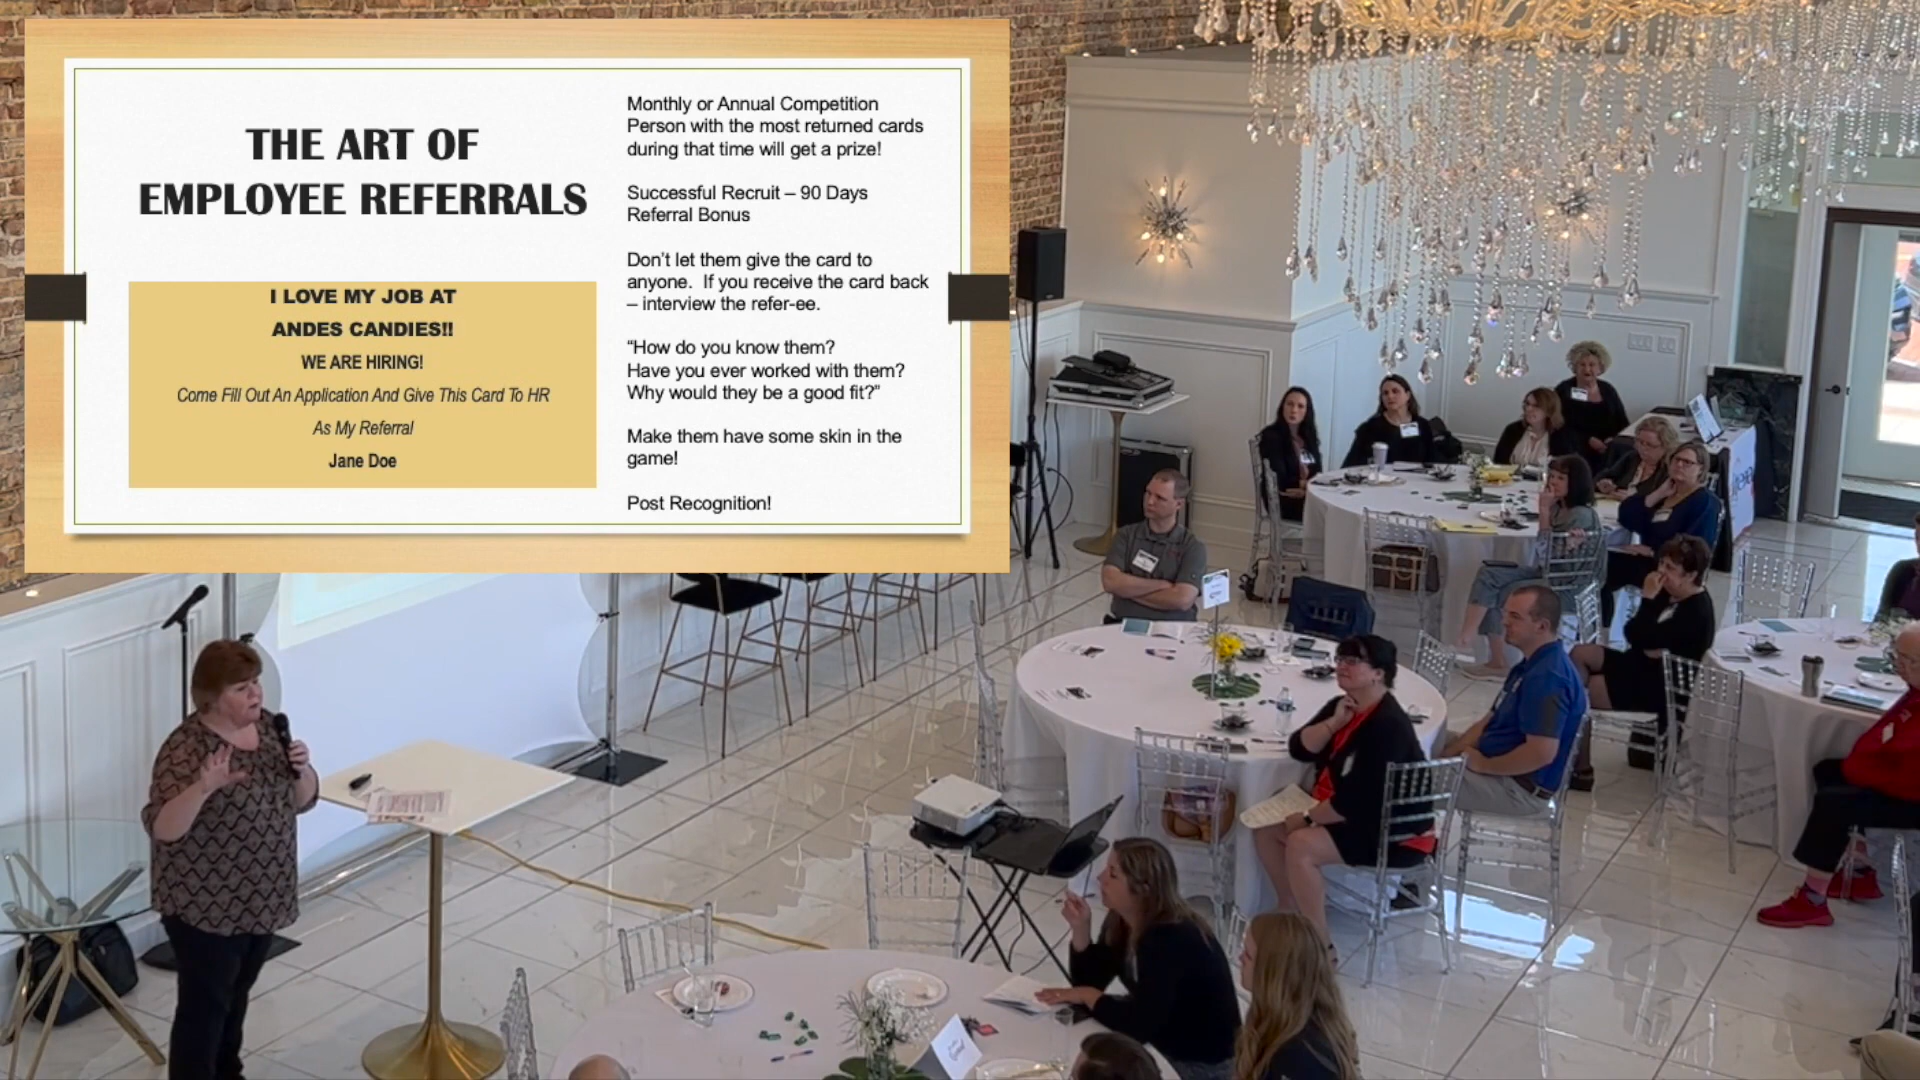 THE ART OF
EMPLOYEE REFERRALS
I LOVE MY JOB AT
ANDES CANDIES!!
WE ARE HIRING!
Come Fill Out An Application And Give This Card To HR
As My Referral
Jane Doe
Monthly or Annual Competition
Person with the most returned cards
during that time will get a prize!
Successful Recruit – 90 Days
Referral Bonus
Don't let them give the card to
anyone.  If you receive the card back
– interview the refer-ee.
"How do you know them?
Have you ever worked with them?
Why would they be a good fit?"
Make them have some skin in the
game!
Post Recognition!